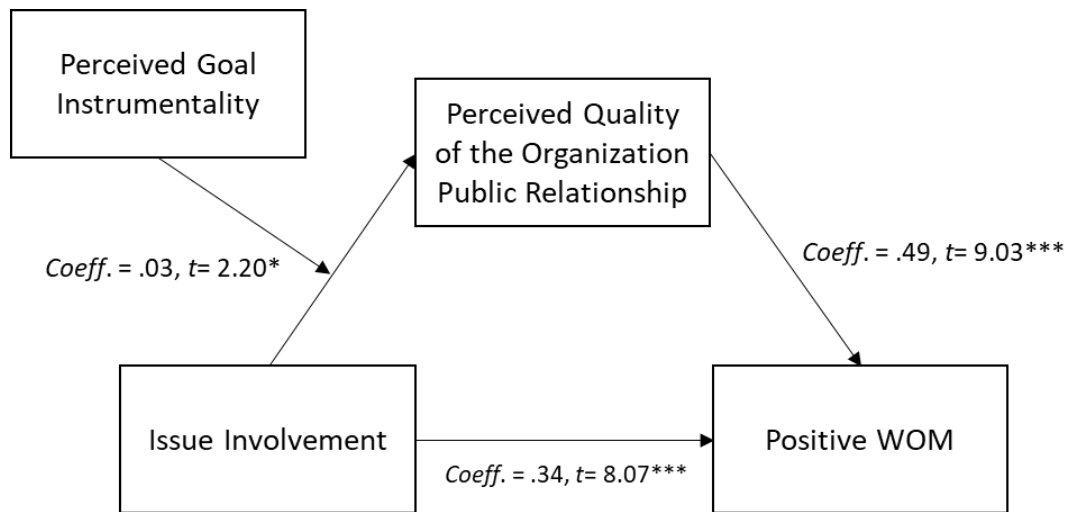 Perceived Goal
Instrumentality
Perceived Quality
of the Organization
Public Relationship
Coeff. = .03, t= 2.20*
Coeff. = .49, t= 9.03***
Issue Involvement
Positive WOM
Coeff. = .34, t= 8.07***